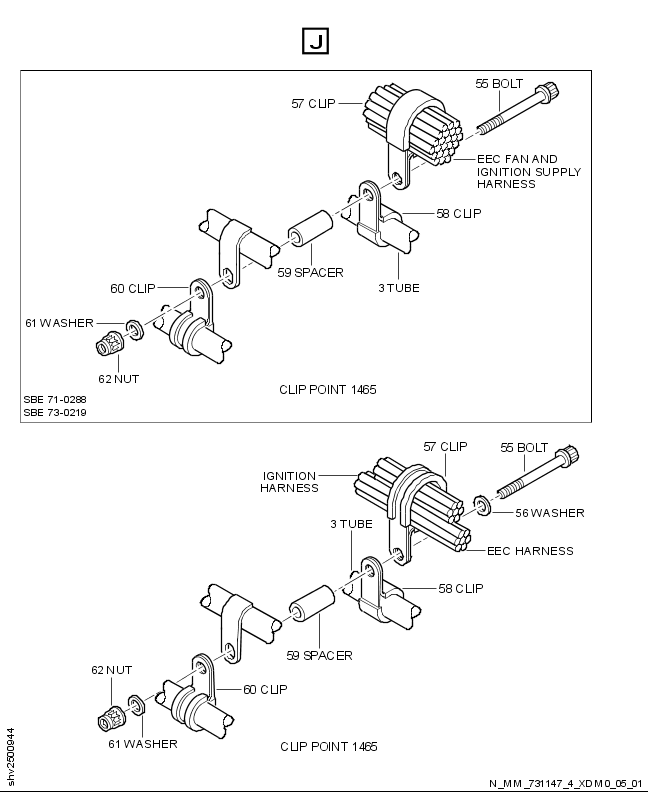 J
55 BOLT
57 CLIP
EEC FAN AND
IGNITION SUPPLY
HARNESS
58 CLIP
59 SPACER
3 TUBE
60 CLIP
61 WASHER
62 NUT
CLIP POINT 1465
SBE 71-0288
SBE 73-0219
57 CLIP
55 BOLT
IGNITION
HARNESS
56 WASHER
3 TUBE
EEC HARNESS
58 CLIP
59 SPACER
62 NUT
60 CLIP
61 WASHER
CLIP POINT 1465
shv2500944
N_MM_731147_4_XDM0_05_01